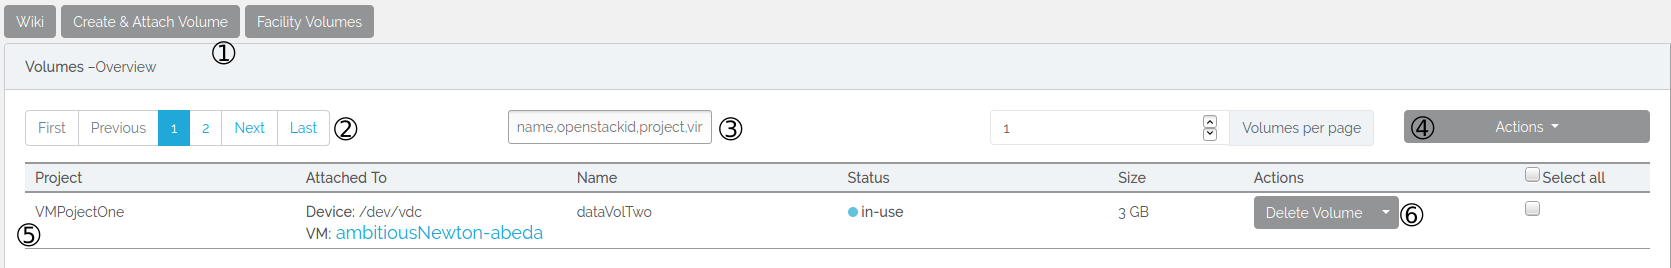 Wiki Create & Attach Volume Facility Volumes
①
Volumes –Overview
First Previous 1 2 Next Last ② name,openstackid,project,vir ③ 1 Volumes per page ④ Actions
Project Attached To Name Status Size Actions Select all
VMPojectOne Device: /dev/vdc dataVolTwo in-use 3 GB Delete Volume ⑥
⑤ VM: ambitiousNewton-abeda